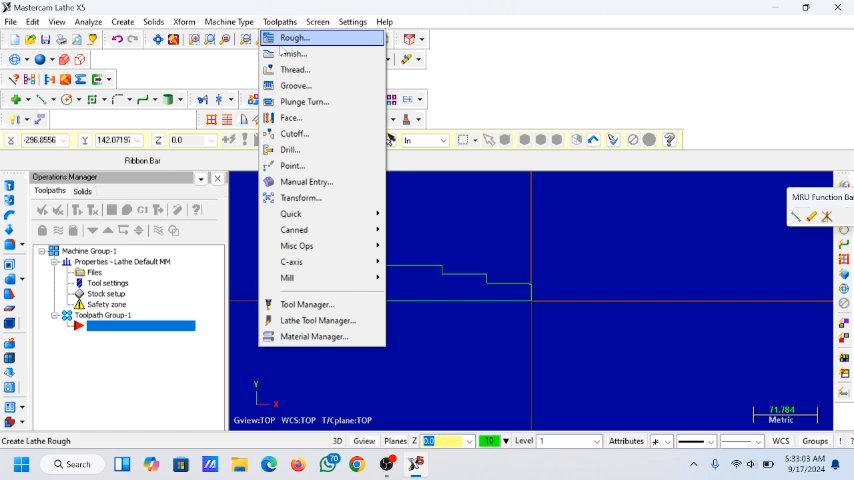 Mastercam Lathe X5
File Edit View Analyze Create Solids Xform Machine Type Toolpaths Screen Settings Help
Rough...
Finish...
Thread...
Groove...
Plunge Turn...
Face...
Cutoff...
Drill...
Point...
Manual Entry...
Transform...
Quick
Canned
Misc Ops
C-axis
Mill
Tool Manager...
Lathe Tool Manager...
Material Manager...
X -296.8556 Y 142.07197 Z 0.0
In
Ribbon Bar
Operations Manager
Toolpaths Solids
G1
Machine Group-1
Properties - Lathe Default MM
Files
Tool settings
Stock setup
Safety zone
Toolpath Group-1
MRU Function Ba
Y
X
Gview:TOP WCS:TOP T/Cplane:TOP
71.784
Metric
Create Lathe Rough
3D Gview Planes Z 0.0 10 Level 1 Attributes WCS Groups ! ?
Search
70
5:33:03 AM
9/17/2024